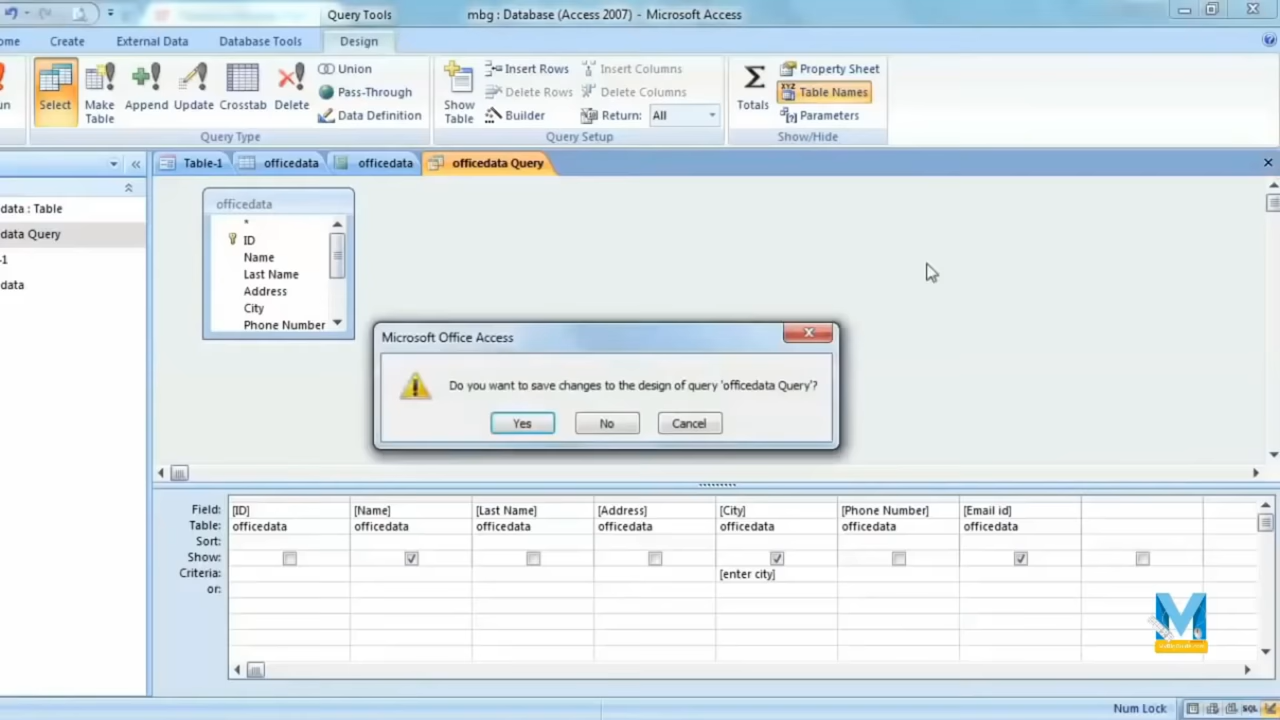 Query Tools
mbg : Database (Access 2007) - Microsoft Access
ome Create External Data Database Tools Design
un
Select
Make Table
Append
Update
Crosstab
Delete
Union
Pass-Through
Data Definition
Query Type
Show Table
Insert Rows
Delete Rows
Builder
Insert Columns
Delete Columns
Return: All
Query Setup
Totals
Property Sheet
Table Names
Parameters
Show/Hide
Table-1 officedata officedata officedata Query
data : Table
data Query
-1
data
officedata
*
ID
Name
Last Name
Address
City
Phone Number
Microsoft Office Access
Do you want to save changes to the design of query 'officedata Query'?
Yes No Cancel
Field: [ID] [Name] [Last Name] [Address] [City] [Phone Number] [Email id]
Table: officedata officedata officedata officedata officedata officedata officedata
Sort:
Show:
Criteria: [enter city]
or:
Num Lock
SQL